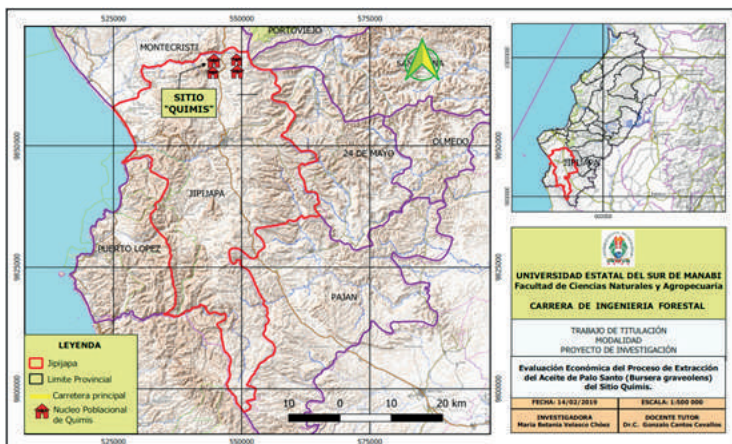 525000 550000 575000
MONTECRISTI
PORTOVIEJO
SITIO
"QUIMIS"
9850000
24 DE MAYO
OLMEDO
JIPIJAPA
PUERTO LOPEZ
9825000
PAJAN
9800000
LEYENDA
Jipijapa
Limite Provincial
Carretera principal
Nucleo Poblacional
de Quimis
10 0 10 20 km
525000 550000 575000
JIPIJAPA
UNIVERSIDAD ESTATAL DEL SUR DE MANABI
Facultad de Ciencias Naturales y Agropecuaria
CARRERA DE INGENIERIA FORESTAL
TRABAJO DE TITULACIÓN
MODALIDAD
PROYECTO DE INVESTIGACIÓN
Evaluación Económica del Proceso de Extracción
del Aceite de Palo Santo (Bursera graveolens)
del Sitio Quimis.
FECHA: 14/02/2019 ESCALA: 1:500 000
INVESTIGADORA DOCENTE TUTOR
María Betania Velasco Chóez Dr.C. Gonzalo Cantos Cevallos